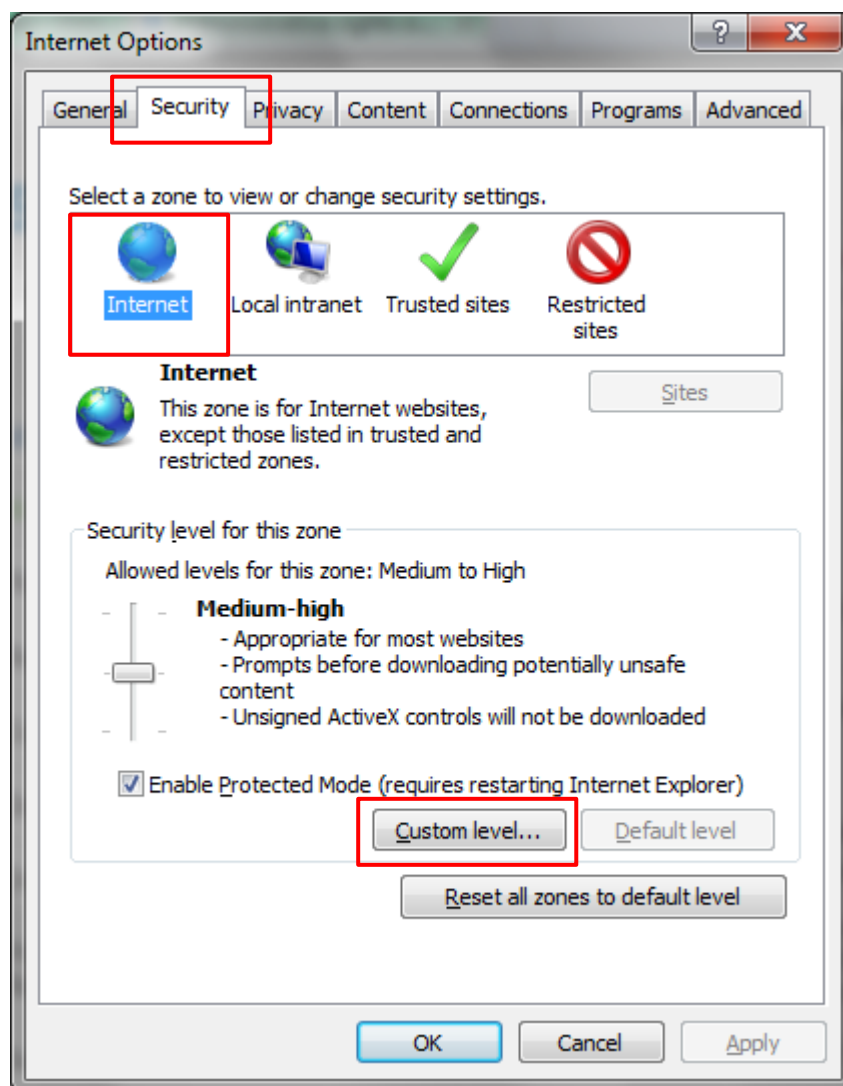 Internet Options
?
X
General Security Privacy Content Connections Programs Advanced
Select a zone to view or change security settings.
Internet Local intranet Trusted sites Restricted
sites
Internet
Sites
This zone is for Internet websites,
except those listed in trusted and
restricted zones.
Security level for this zone
Allowed levels for this zone: Medium to High
Medium-high
- Appropriate for most websites
- Prompts before downloading potentially unsafe
content
- Unsigned ActiveX controls will not be downloaded
Enable Protected Mode (requires restarting Internet Explorer)
Custom level... Default level
Reset all zones to default level
OK Cancel Apply